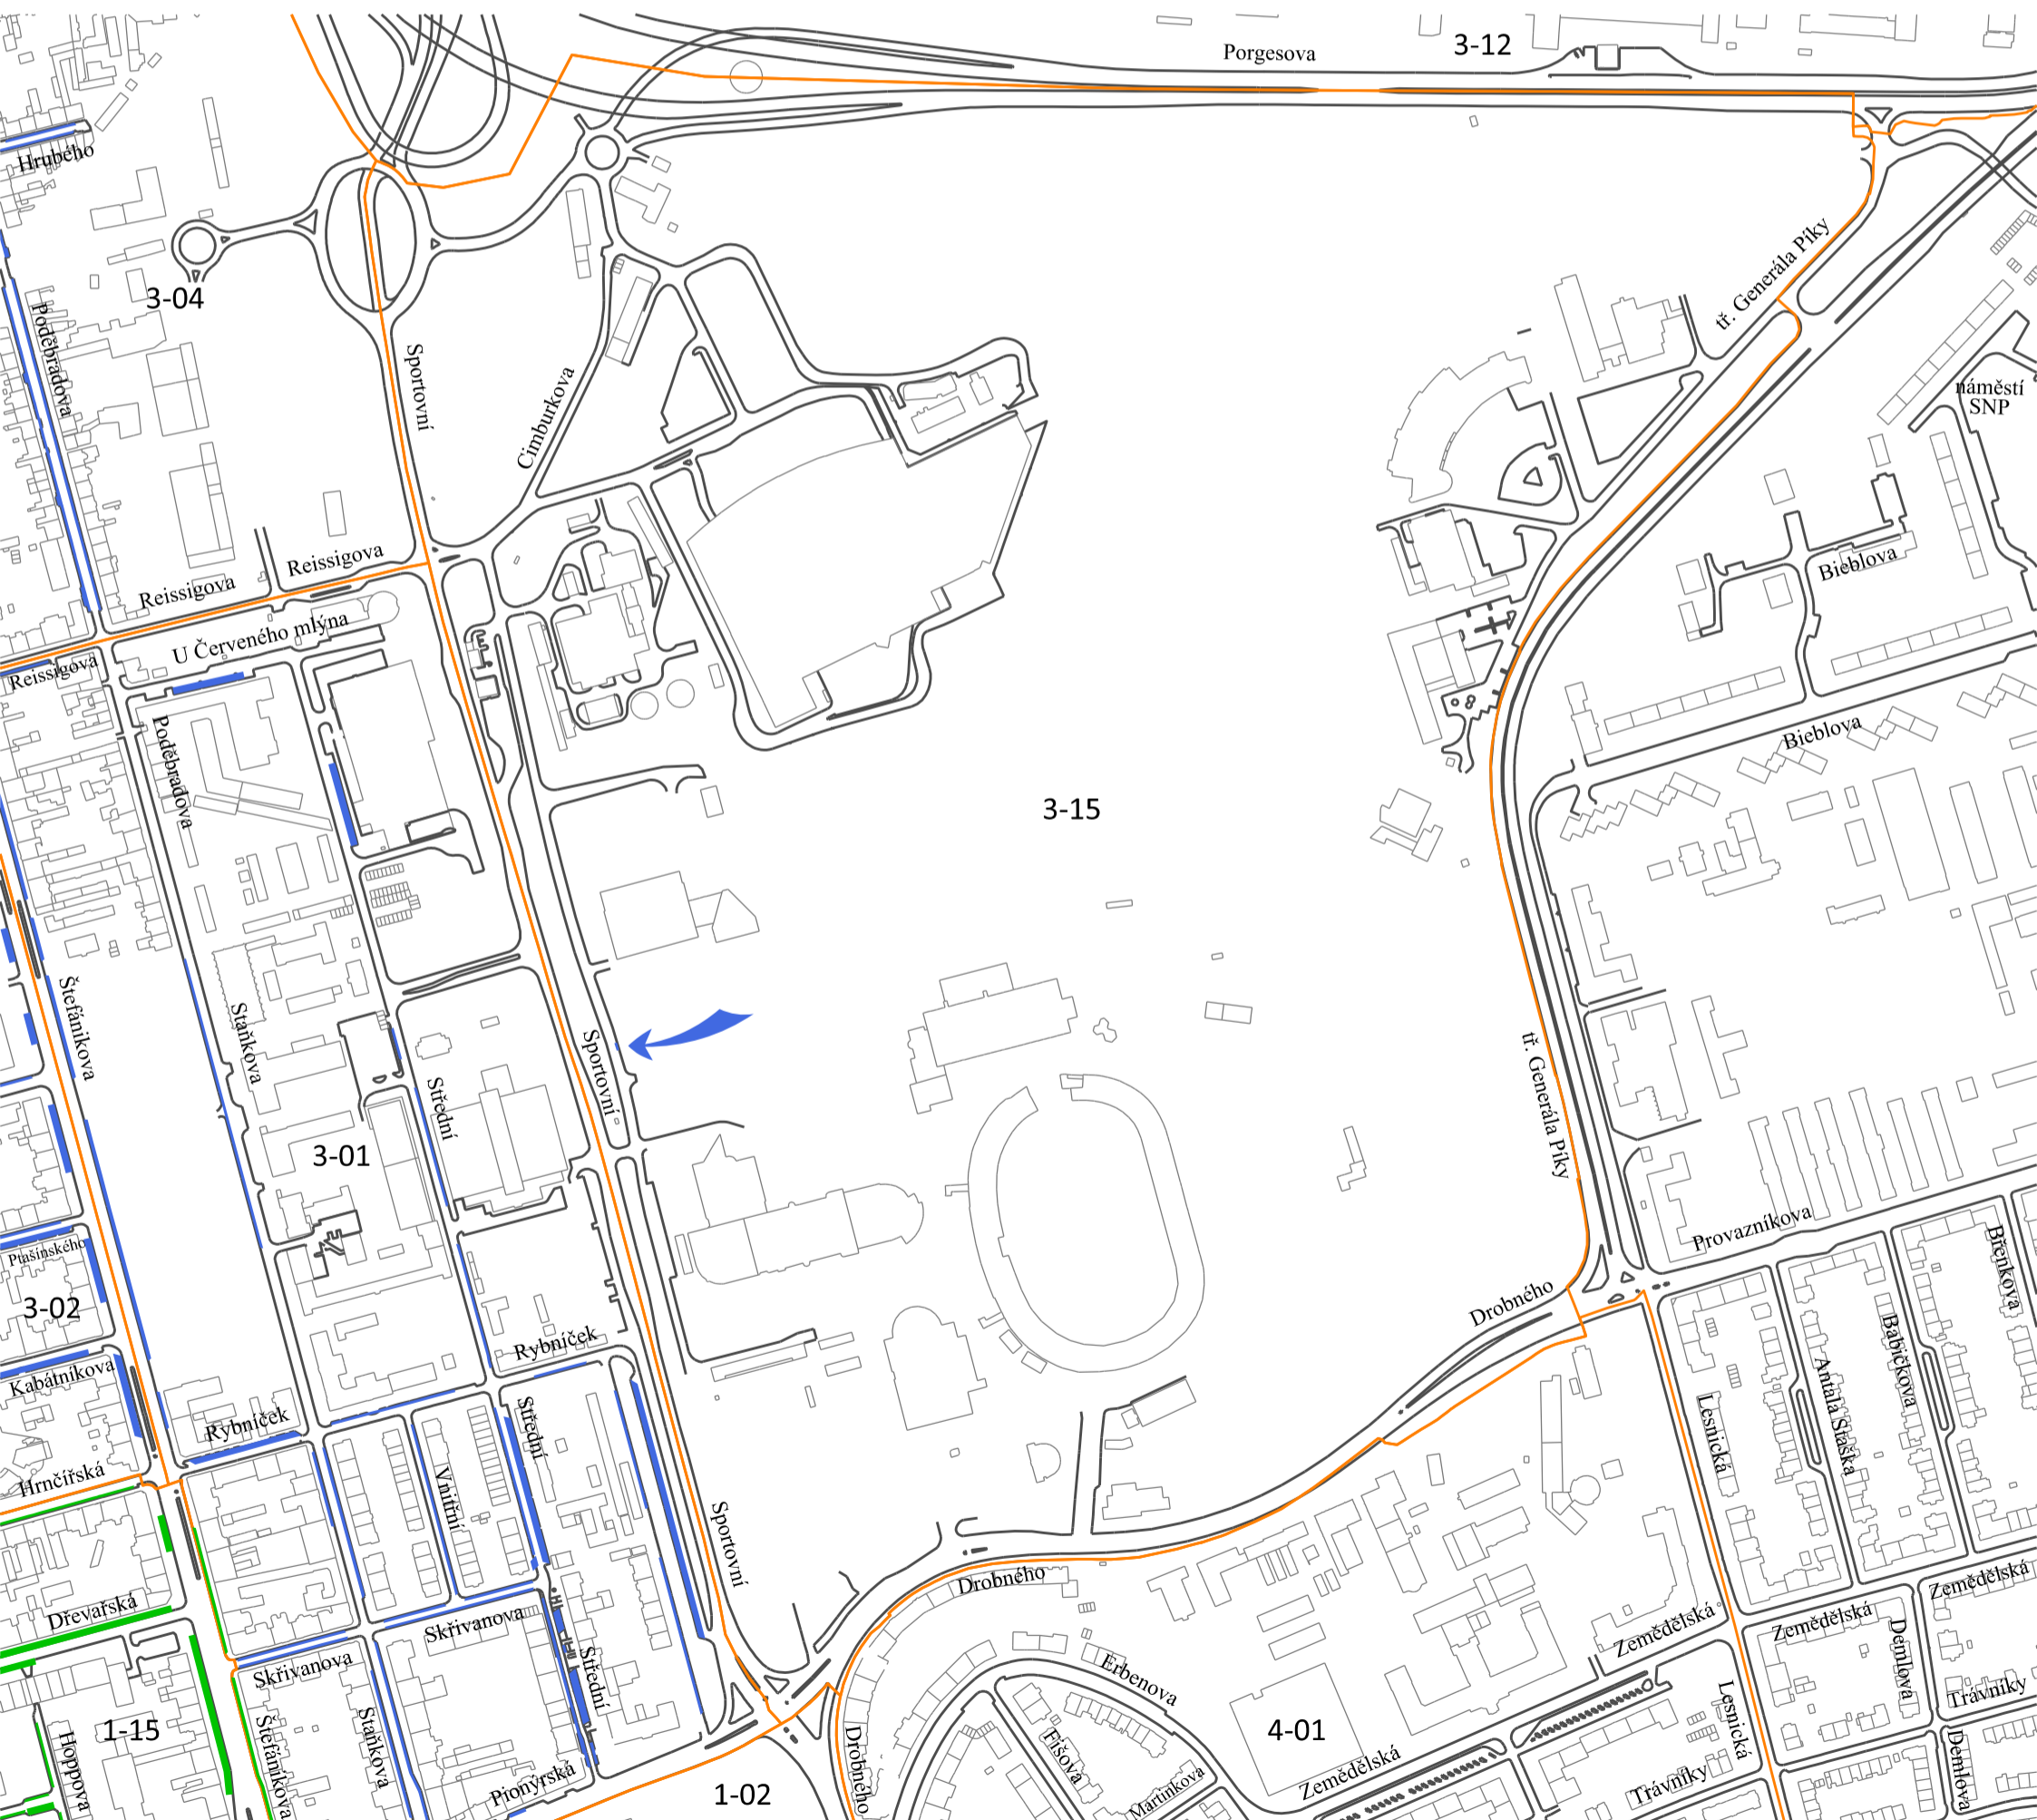 Porgesova
3-12
Hrubého
tř. Generála Píky
3-04
Poděbradova
Sportovní
Cimburkova
náměstí
SNP
Reissigova
Reissigova
Bieblova
U Červeného mlýna
Reissigova
Poděbradova
Bieblova
3-15
Štefánikova
Staňkova
Sportovní
Střední
tř. Generála Píky
3-01
Provazníkova
Ptašínského
Břenkova
3-02
Drobného
Rybníček
Babičkova
Kabátníkova
Antala Staška
Rybníček
Střední
Lesnická
Hrnčířská
Vnitřní
Sportovní
Drobného
Zemědělská
Dřevařská
Skřivanova
Zemědělská
Zemědělská
Demlova
Skřivanova
Střední
Erbenova
Trávníky
Lesnická
1-15
Hoppova
Štefánikova
Staňkova
4-01
Fišova
Drobného
Zemědělská
Demlova
Pionýrská
1-02
Martinkova
Trávníky